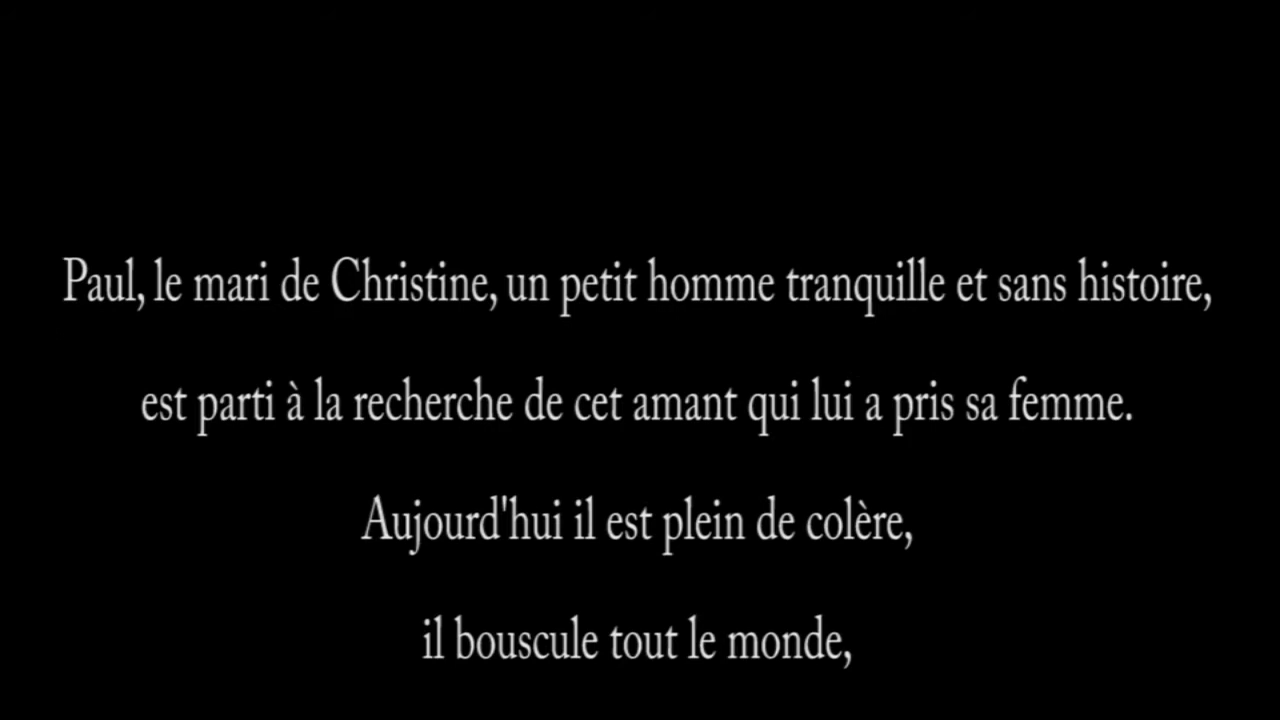 Paul, le mari de Christine, un petit homme tranquille et sans histoire,
est parti à la recherche de cet amant qui lui a pris sa femme.
Aujourd'hui il est plein de colère,
il bouscule tout le monde,